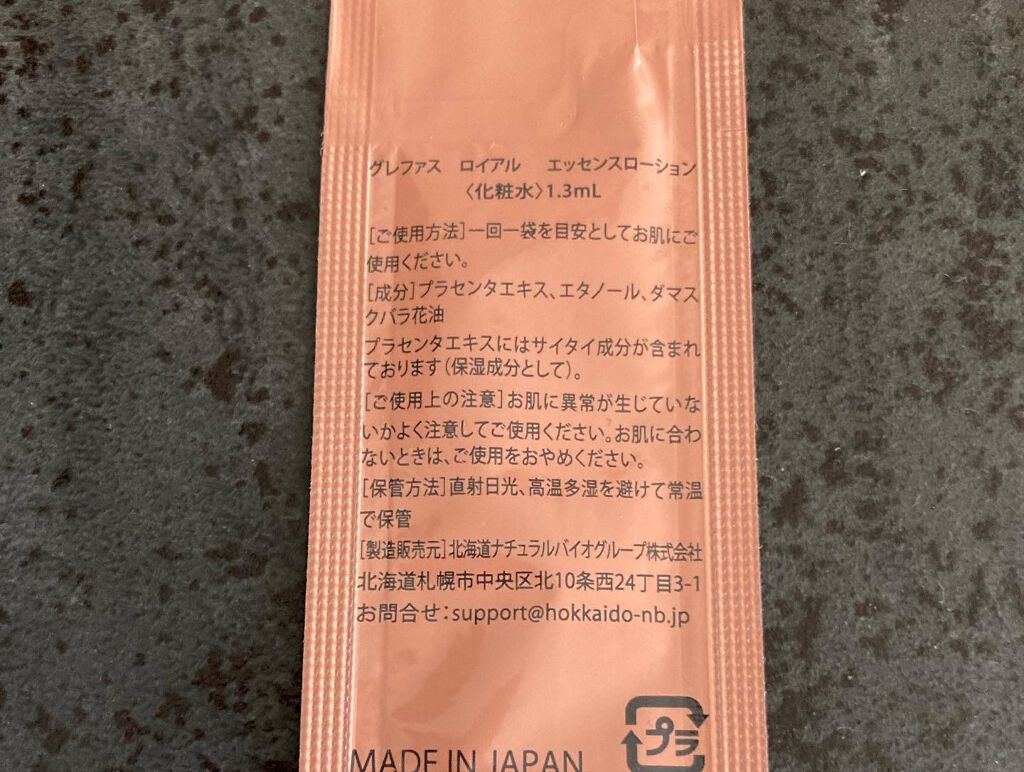 グレファス ロイアル エッセンスローション
〈化粧水〉1.3mL
[ご使用方法]一回一袋を目安としてお肌にご
使用ください。
[成分]プラセンタエキス、エタノール、ダマス
クバラ花油
プラセンタエキスにはサイタイ成分が含まれ
ております(保湿成分として)。
[ご使用上の注意]お肌に異常が生じていな
いかよく注意してご使用ください。お肌に合わ
ないときは、ご使用をおやめください。
[保管方法]直射日光、高温多湿を避けて常温
で保管
[製造販売元]北海道ナチュラルバイオグループ株式会社
北海道札幌市中央区北10条西24丁目3-1
お問合せ:support@hokkaido-nb.jp
プラ
MADE IN JAPAN